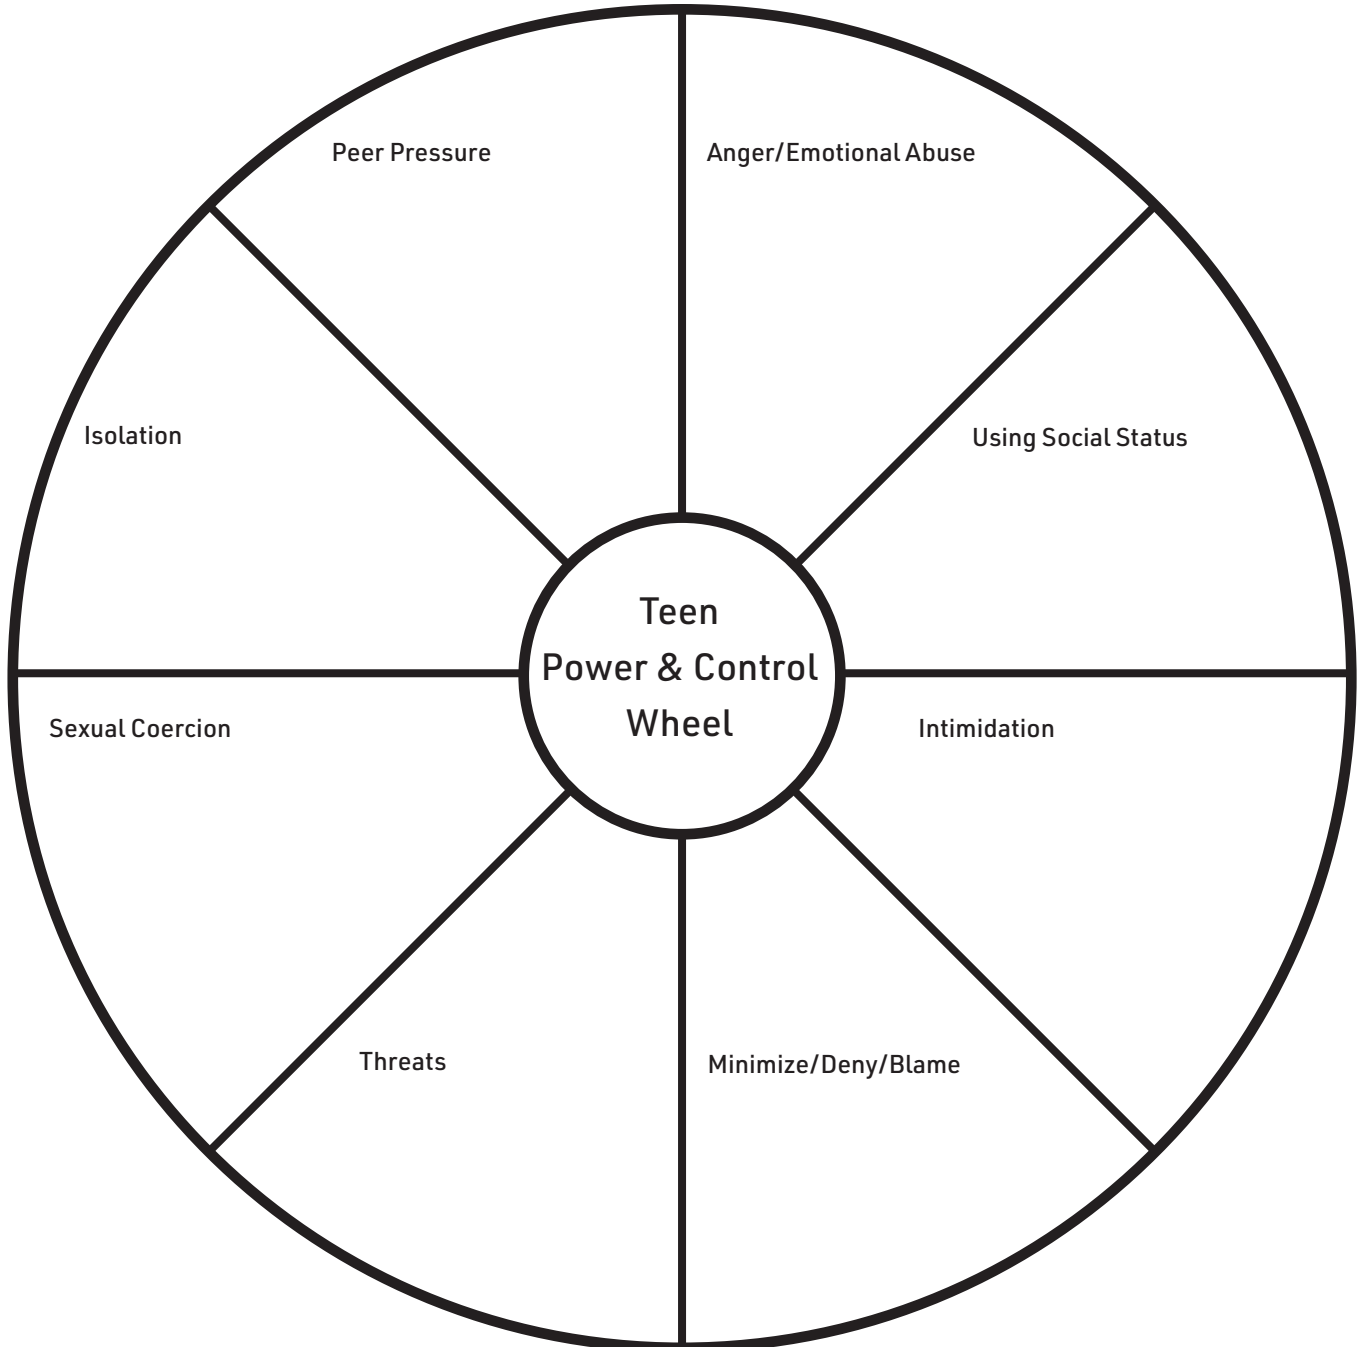 Peer Pressure
Anger/Emotional Abuse
Isolation
Using Social Status
Teen
Power & Control
Wheel
Sexual Coercion
Intimidation
Threats
Minimize/Deny/Blame